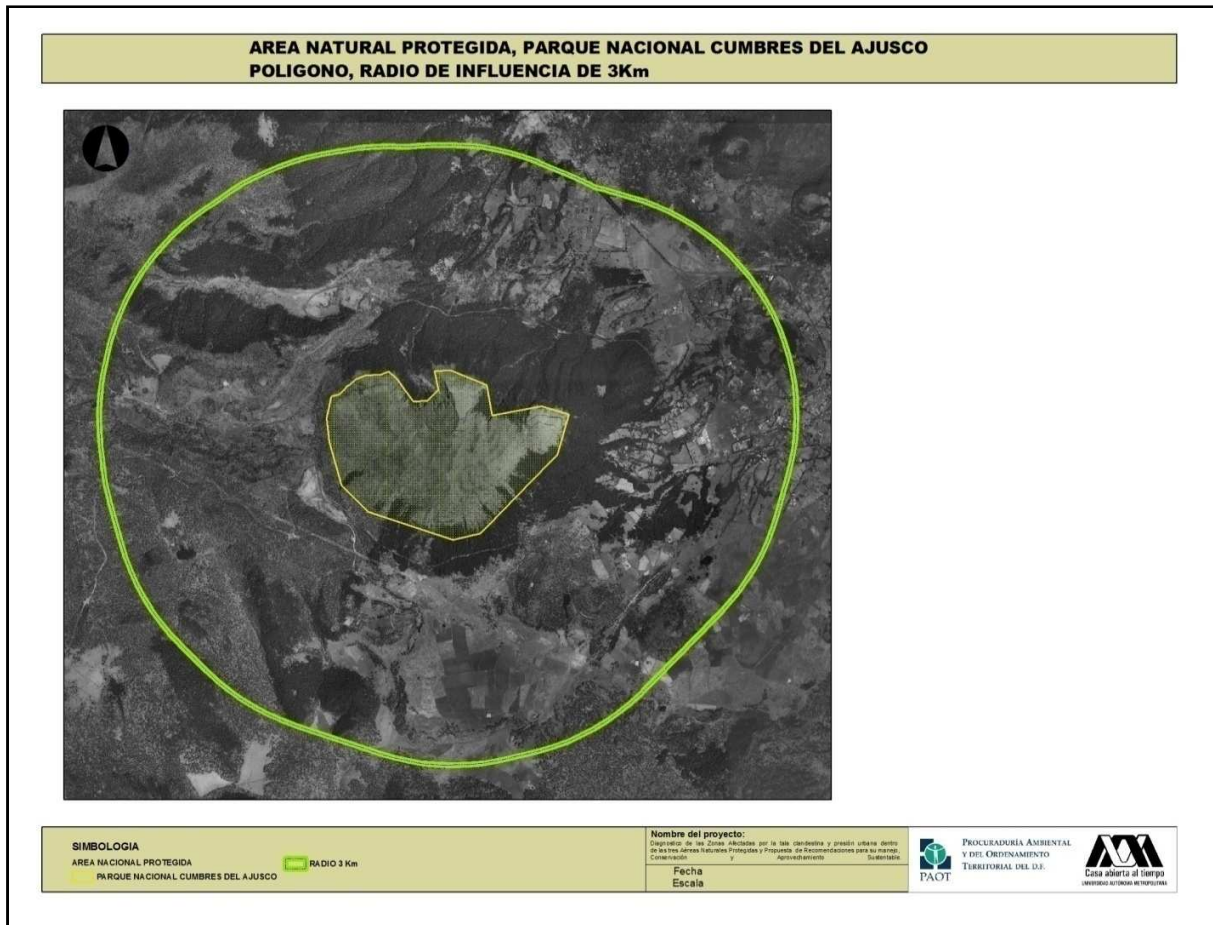 AREA NATURAL PROTEGIDA, PARQUE NACIONAL CUMBRES DEL AJUSCO
POLIGONO, RADIO DE INFLUENCIA DE 3Km
SIMBOLOGIA
AREA NACIONAL PROTEGIDA
PARQUE NACIONAL CUMBRES DEL AJUSCO
RADIO 3 Km
Nombre del proyecto:
Diagnostico de las Zonas Afectadas por la tala clandestina y presión urbana dentro
de las tres Aéreas Naturales Protegidas y Propuesta de Recomendaciones para su manejo,
Conservación y Aprovechamiento Sustentable.
Fecha
Escala
PAOT
PROCURADURÍA AMBIENTAL
Y DEL ORDENAMIENTO
TERRITORIAL DEL D.F.
Casa abierta al tiempo
UNIVERSIDAD AUTÓNOMA METROPOLITANA